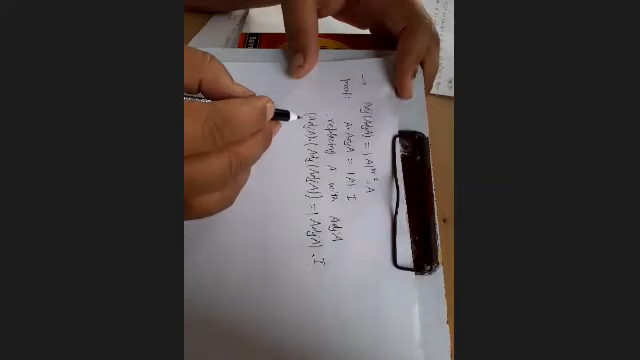 → Adj(AdjA) = |A|ⁿ⁻² . A
proof: A. AdjA = |A| I
replacing A with AdjA
(AdjA).(Adj(AdjA)) = |AdjA| I.